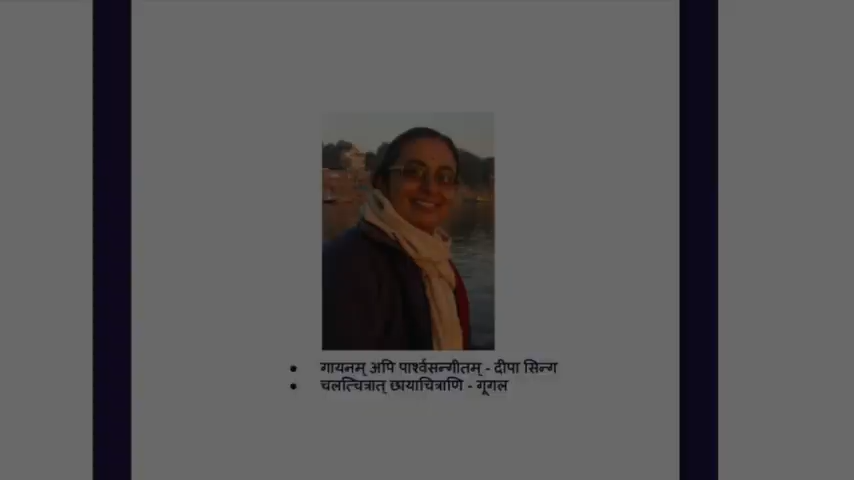 गायनम् अपि पार्श्वसन्गीतम् - दीपा सिन्ग
चलत्चित्रात् छायाचित्राणि - गूगल